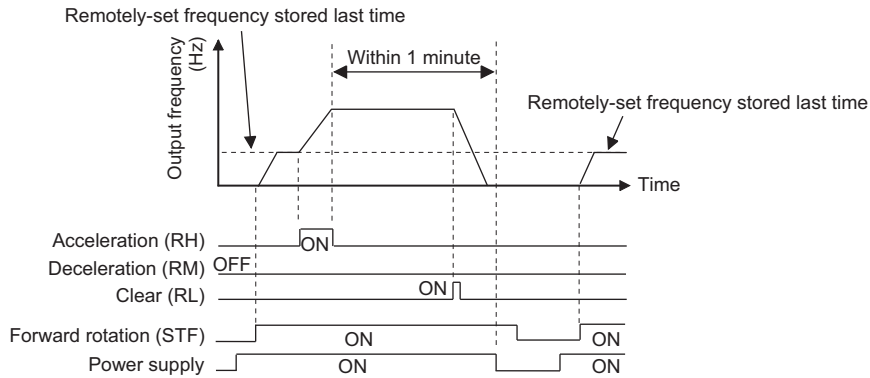 Remotely-set frequency stored last time
Output frequency
(Hz)
Within 1 minute
Remotely-set frequency stored last time
Time
Acceleration (RH)
ON
Deceleration (RM)
OFF
Clear (RL)
ON
Forward rotation (STF)
ON
ON
Power supply
ON
ON